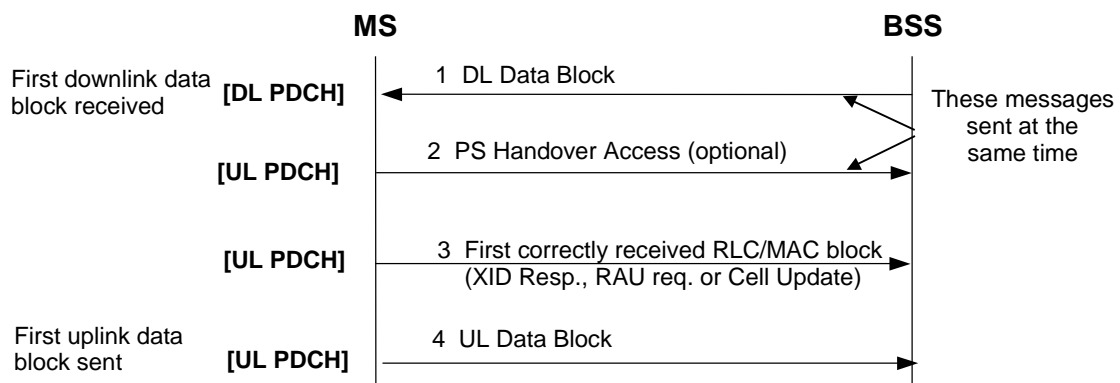 MS
BSS
First downlink data
block received
[DL PDCH]
1 DL Data Block
These messages
sent at the
same time
[UL PDCH]
2 PS Handover Access (optional)
[UL PDCH]
3 First correctly received RLC/MAC block
(XID Resp., RAU req. or Cell Update)
First uplink data
block sent
[UL PDCH]
4 UL Data Block